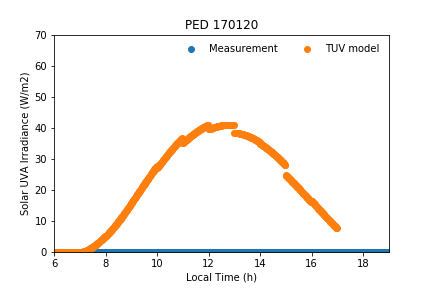 PED 170120
Measurement
TUV model
70
60
50
40
30
20
10
0
Solar UVA Irradiance (W/m2)
6 8 10 12 14 16 18
Local Time (h)